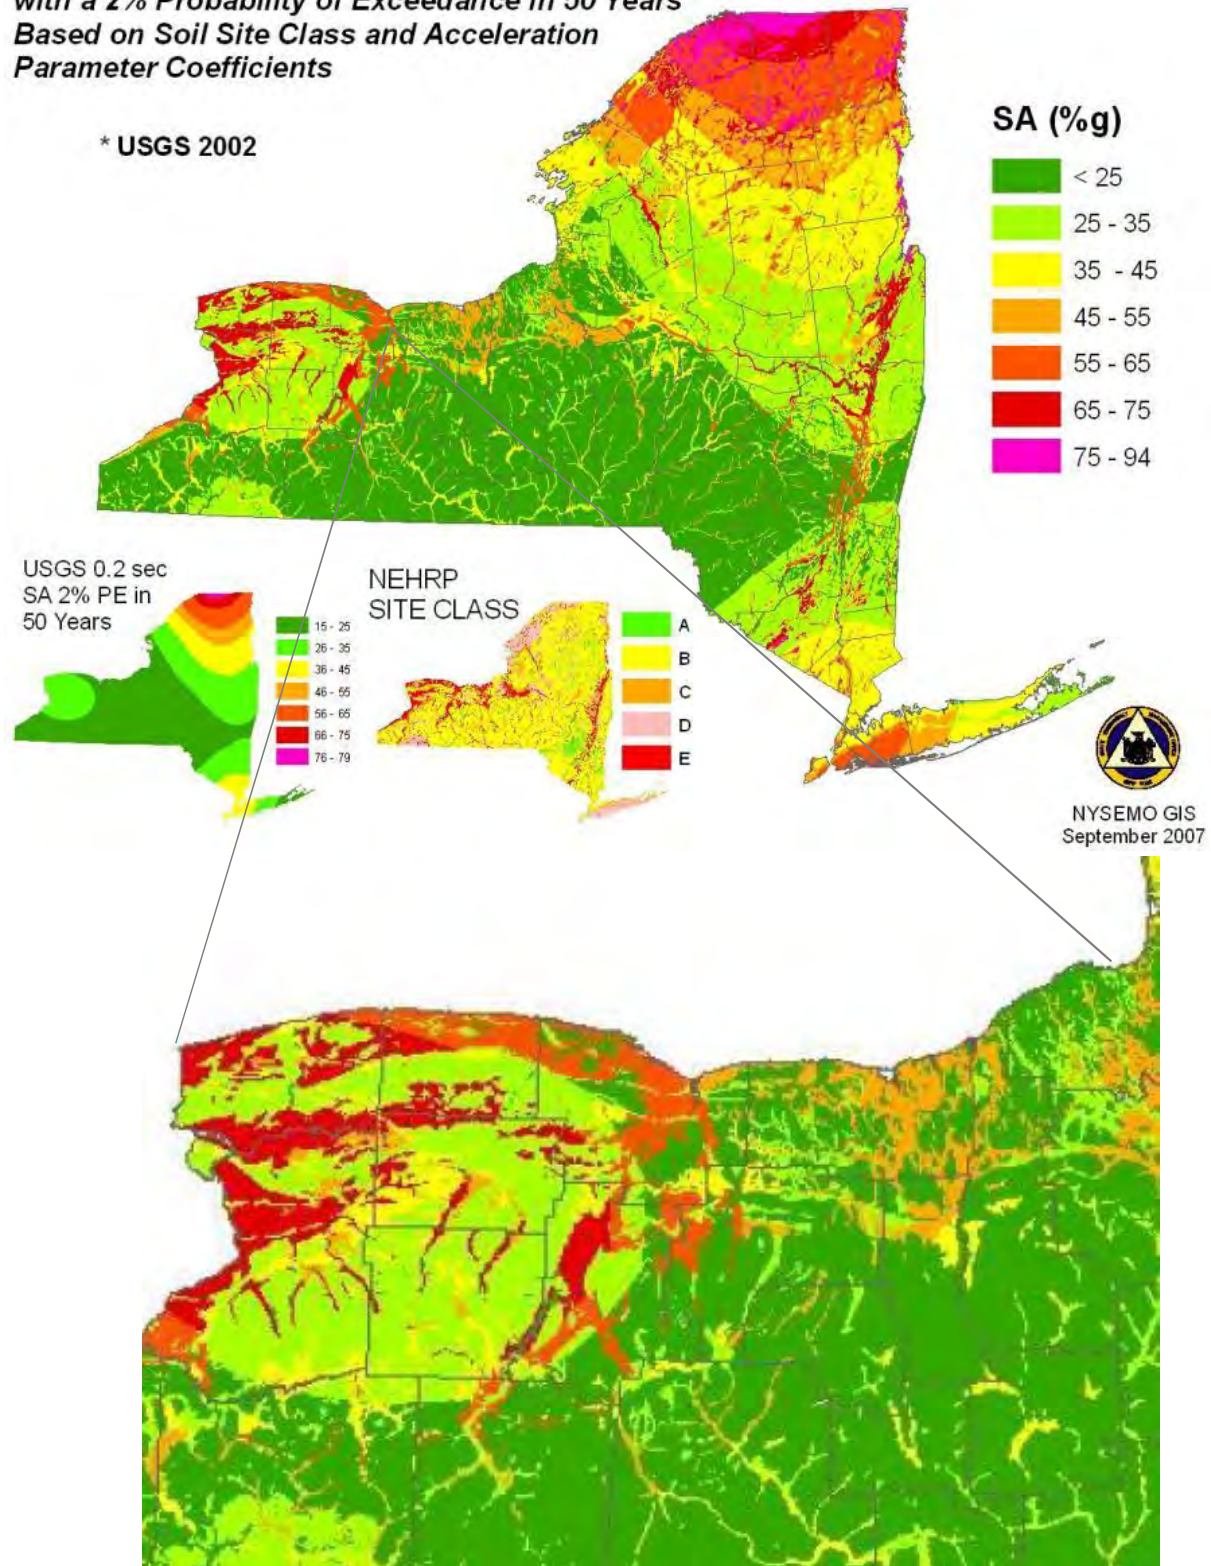 with a 2% Probability of Exceedance in 50 Years
Based on Soil Site Class and Acceleration
Parameter Coefficients
* USGS 2002
SA (%g)
< 25
25 - 35
35 - 45
45 - 55
55 - 65
65 - 75
75 - 94
USGS 0.2 sec
SA 2% PE in
50 Years
15 - 25
26 - 35
36 - 45
46 - 55
56 - 65
66 - 75
76 - 79
NEHRP
SITE CLASS
A
B
C
D
E
NYSEMO GIS
September 2007